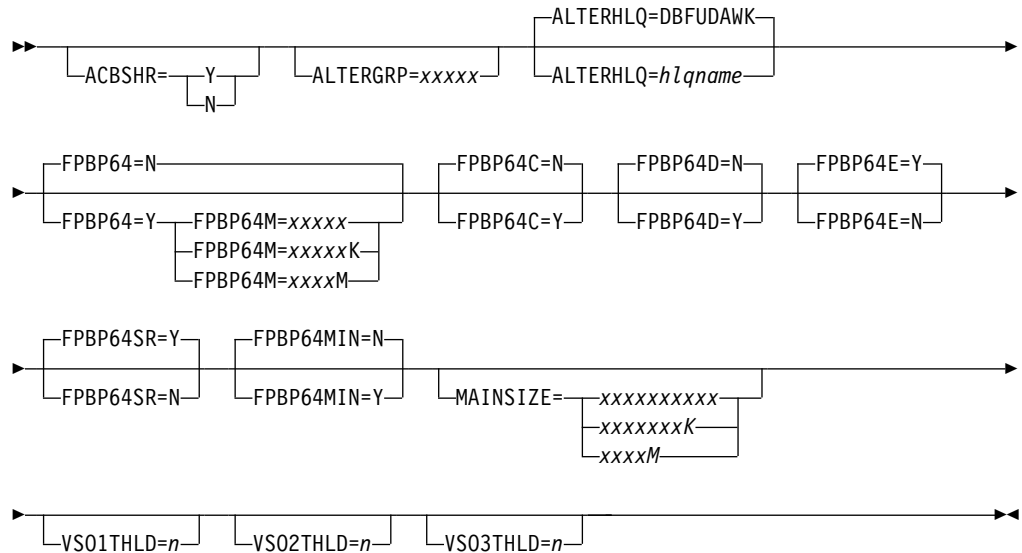 ALTERHLQ=DBFUDAWK
ACBSHR= Y ALTERGRP=xxxxx ALTERHLQ=hlqname
N
FPBP64=N FPBP64C=N FPBP64D=N FPBP64E=Y
FPBP64=Y FPBP64M=xxxxx FPBP64C=Y FPBP64D=Y FPBP64E=N
FPBP64M=xxxxxK
FPBP64M=xxxxM
FPBP64SR=Y FPBP64MIN=N
FPBP64SR=N FPBP64MIN=Y MAINSIZE= xxxxxxxxxx
xxxxxxxK
xxxxM
VSO1THLD=n VSO2THLD=n VSO3THLD=n